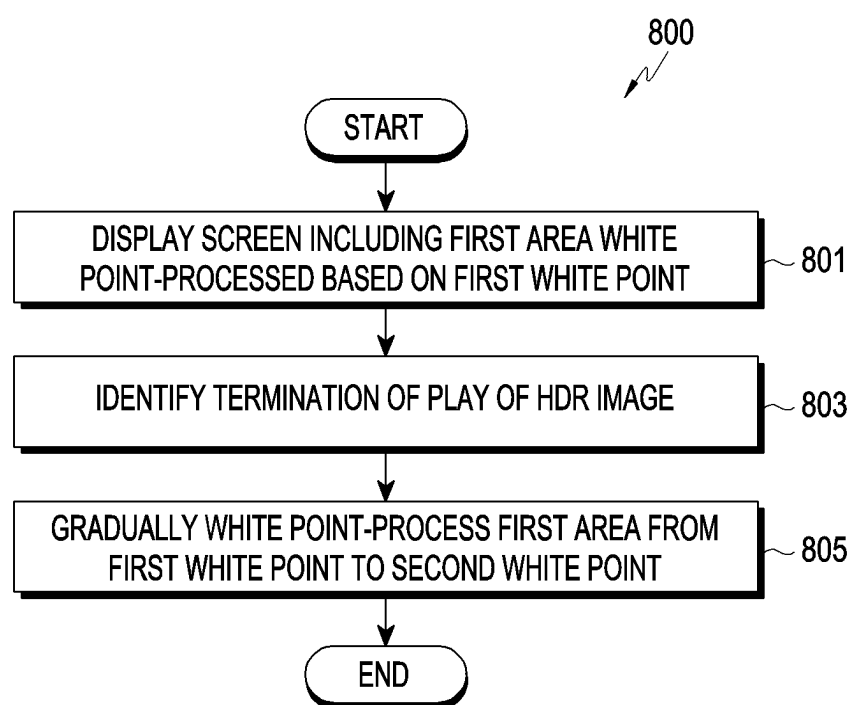 800
START
DISPLAY SCREEN INCLUDING FIRST AREA WHITE
POINT-PROCESSED BASED ON FIRST WHITE POINT
801
IDENTIFY TERMINATION OF PLAY OF HDR IMAGE
803
GRADUALLY WHITE POINT-PROCESS FIRST AREA FROM
FIRST WHITE POINT TO SECOND WHITE POINT
805
END